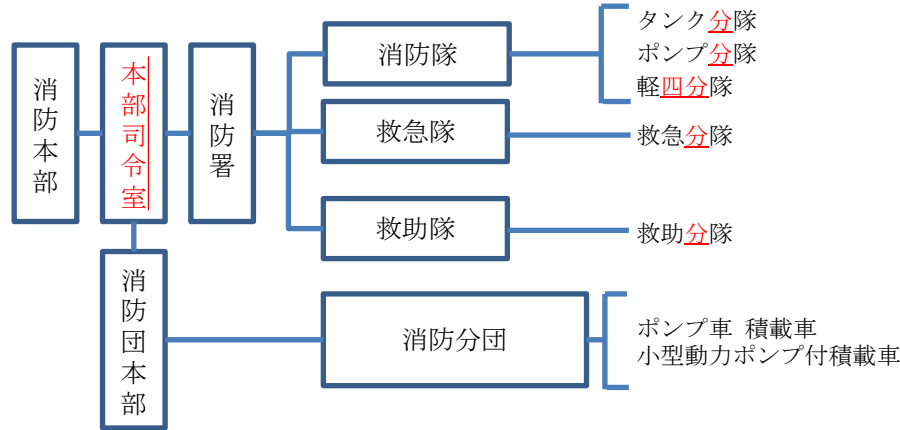 消防本部
本部司令室
消防署
消防隊
タンク分隊
ポンプ分隊
軽四分隊
救急隊
救急分隊
救助隊
救助分隊
消防団本部
消防分団
ポンプ車 積載車
小型動力ポンプ付積載車